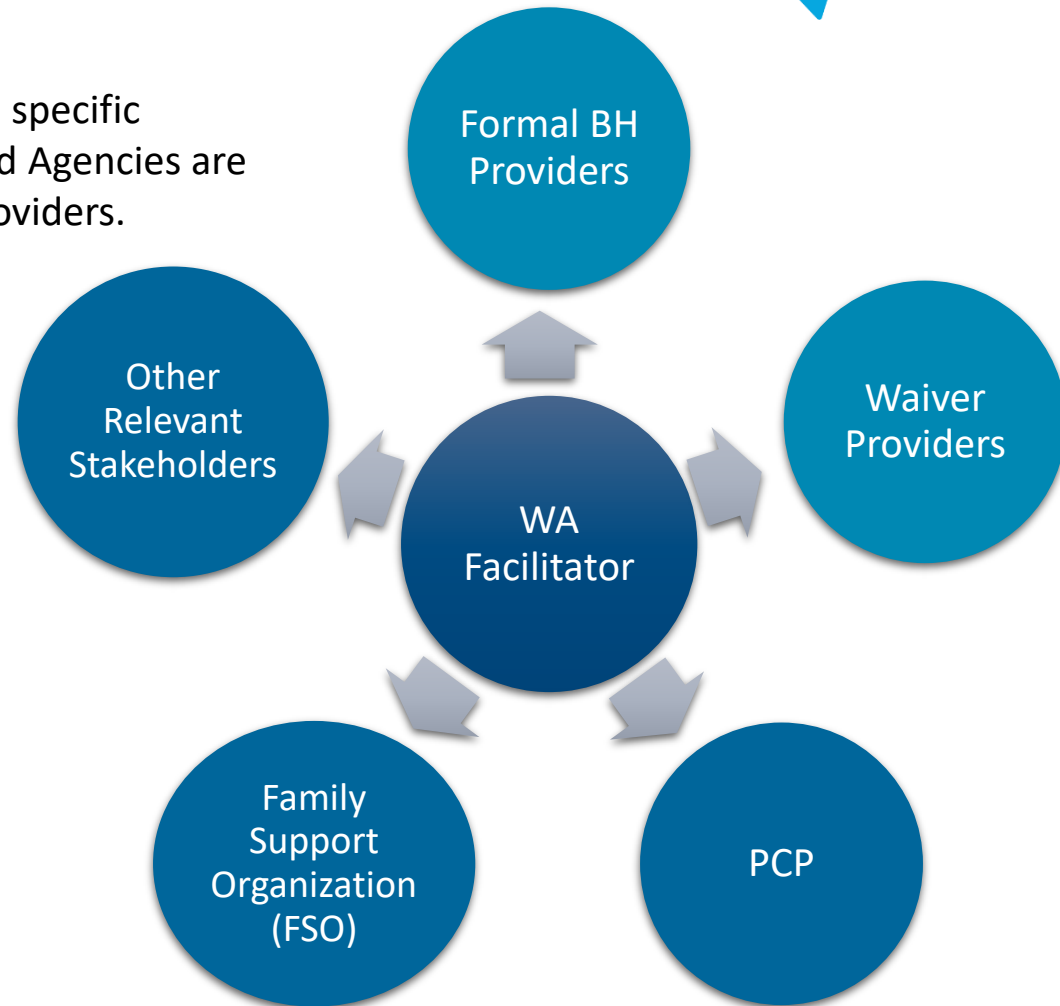 specific
d Agencies are
oviders.
Formal BH
Providers
Other
Relevant
Stakeholders
Waiver
Providers
WA
Facilitator
Family
Support
Organization
(FSO)
PCP